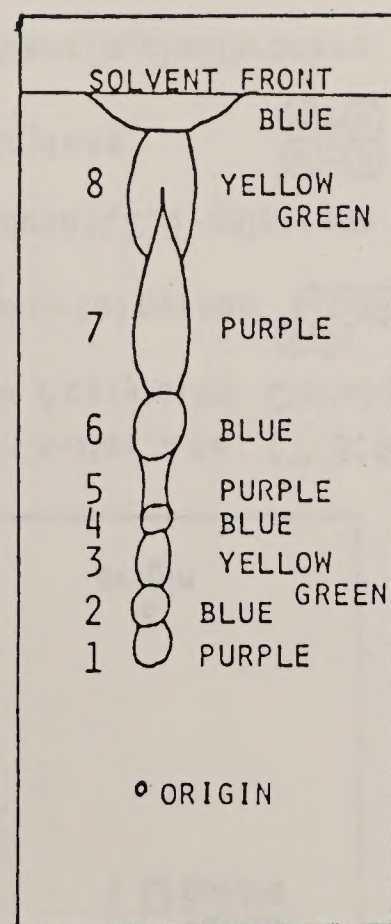 SOLVENT FRONT
BLUE
8 YELLOW
GREEN
7 PURPLE
6 BLUE
5 PURPLE
4 BLUE
3 YELLOW
GREEN
2 BLUE
1 PURPLE
ORIGIN